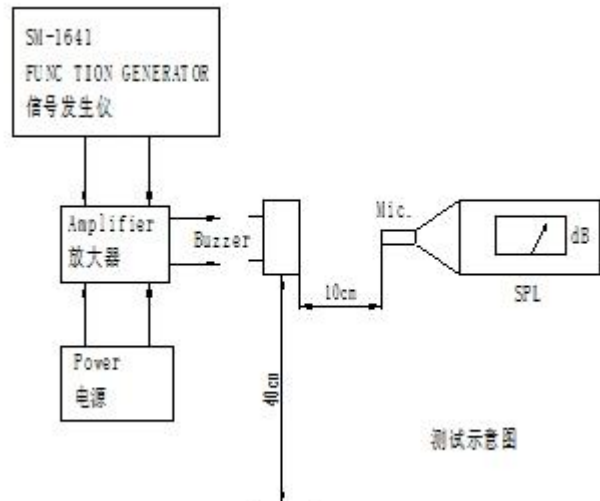 SM-1641
FUNC TION GENERATOR
信号发生仪
Amplifier
放大器
Buzzer
Mic.
dB
SPL
10cm
Power
电源
40cm
测试示意图